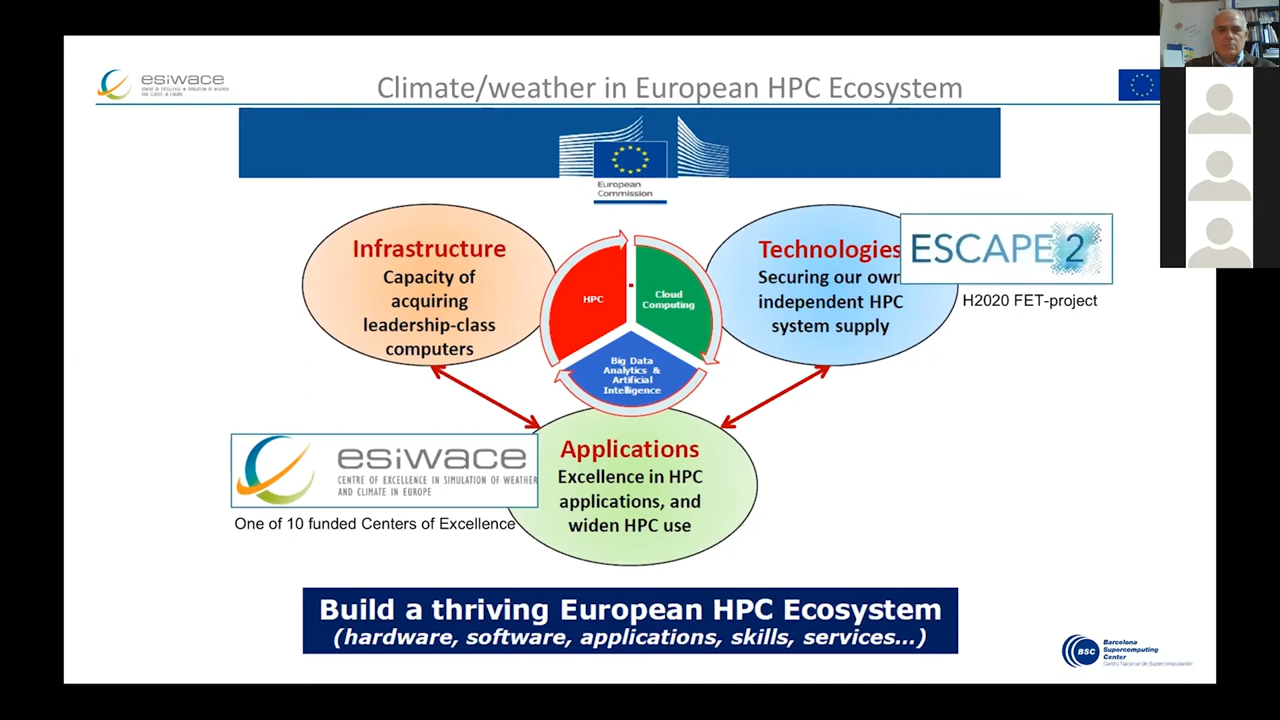 esiwace
CENTRE OF EXCELLENCE IN SIMULATION OF WEATHER
AND CLIMATE IN EUROPE
Climate/weather in European HPC Ecosystem
European
Commission
Infrastructure
Capacity of
acquiring
leadership-class
computers
HPC
Cloud
Computing
Big Data
Analytics &
Artificial
Intelligence
Technologies
Securing our own
independent HPC
system supply
ESCAPE 2
H2020 FET-project
esiwace
CENTRE OF EXCELLENCE IN SIMULATION OF WEATHER
AND CLIMATE IN EUROPE
One of 10 funded Centers of Excellence
Applications
Excellence in HPC
applications, and
widen HPC use
Build a thriving European HPC Ecosystem
(hardware, software, applications, skills, services...)
BSC
Barcelona
Supercomputing
Center
Centro Nacional de Supercomputación